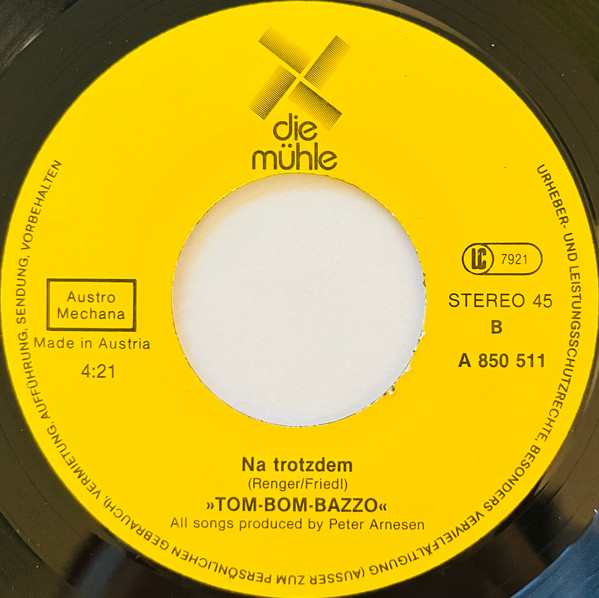 die
mühle
LC 7921
STEREO 45
B
A 850 511
Austro
Mechana
Made in Austria
4:21
Na trotzdem
(Renger/Friedl)
»TOM-BOM-BAZZO«
All songs produced by Peter Arnesen
URHEBER- UND LEISTUNGSSCHUTZRECHTE, BESONDERS VERVIELFÄLTIGUNG (AUSSER ZUM PERSÖNLICHEN GEBRAUCH), VERMIETUNG, AUFFÜHRUNG, SENDUNG, VORBEHALTEN